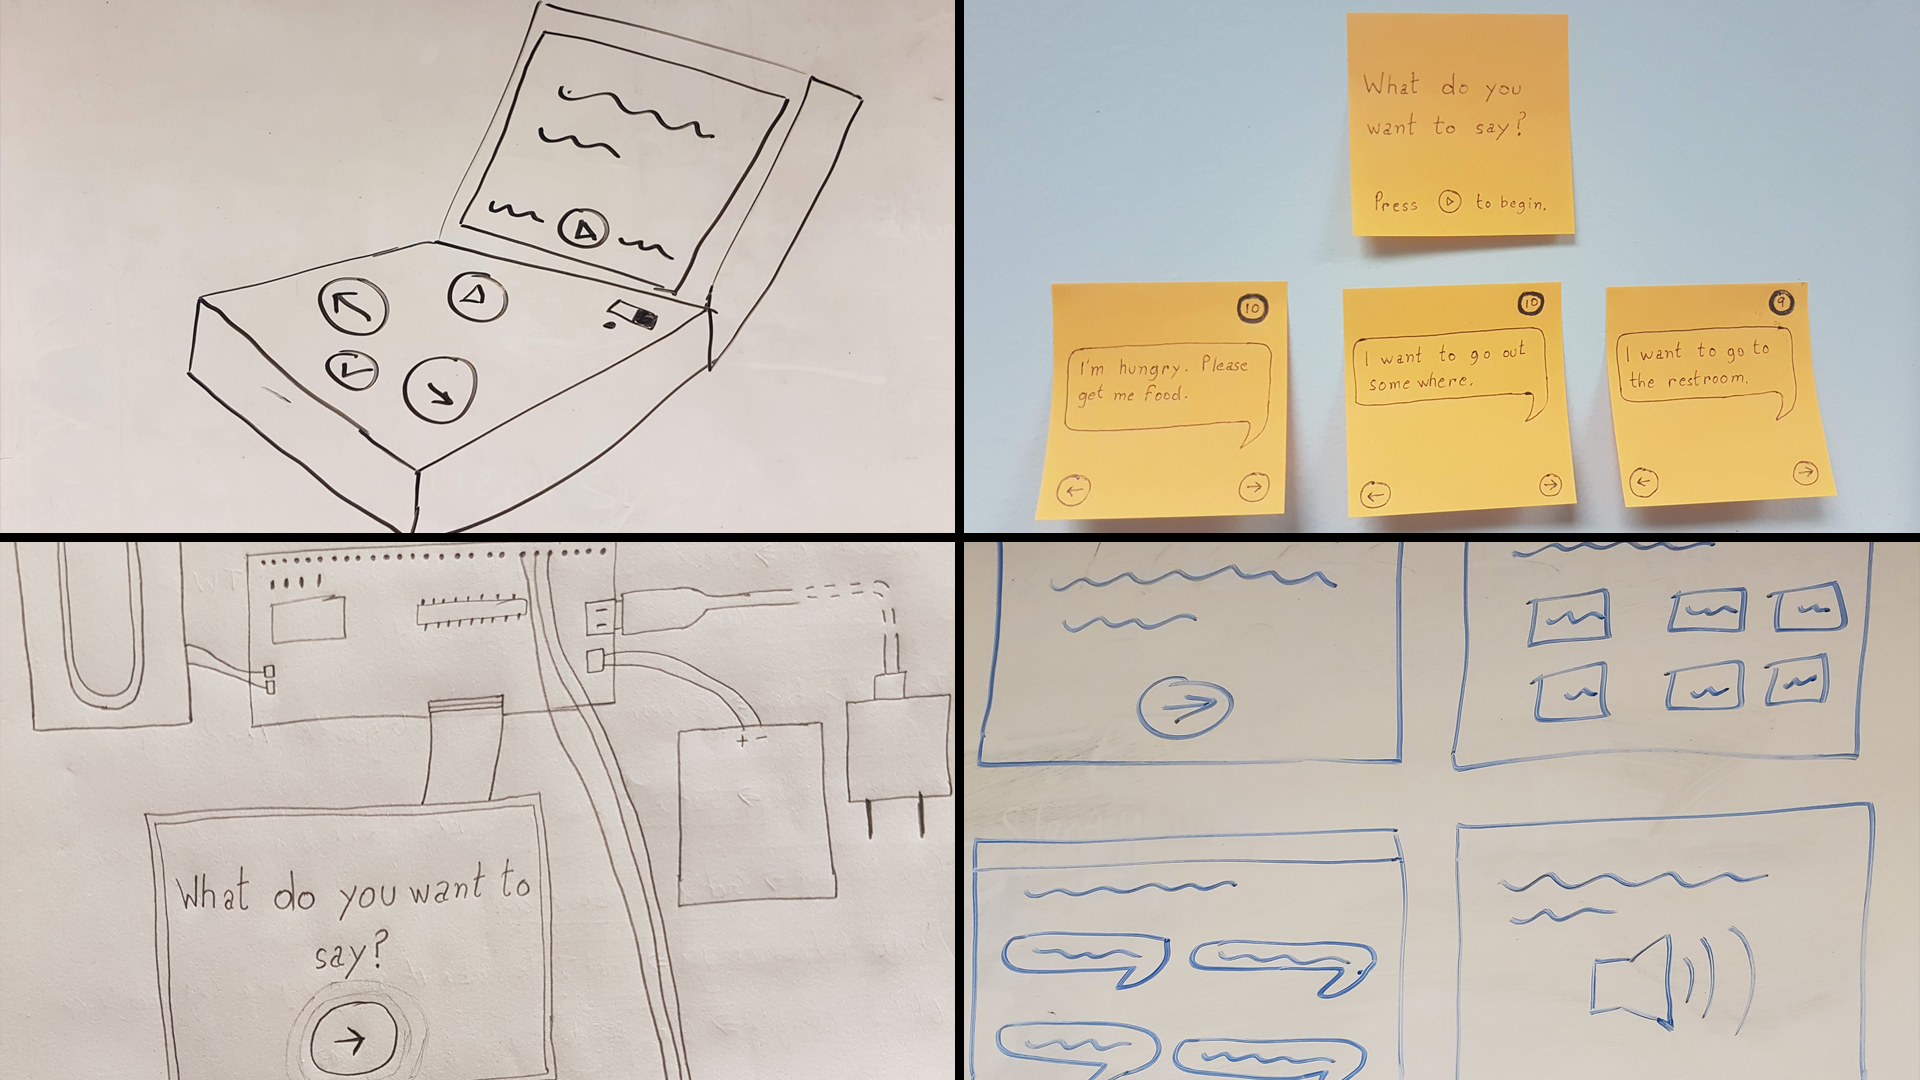 What do you
want to say?
Press to begin.
10
I'm hungry. Please
get me food.
10
I want to go out
some where.
9
I want to go to
the restroom.
+ -
What do you want to
say?